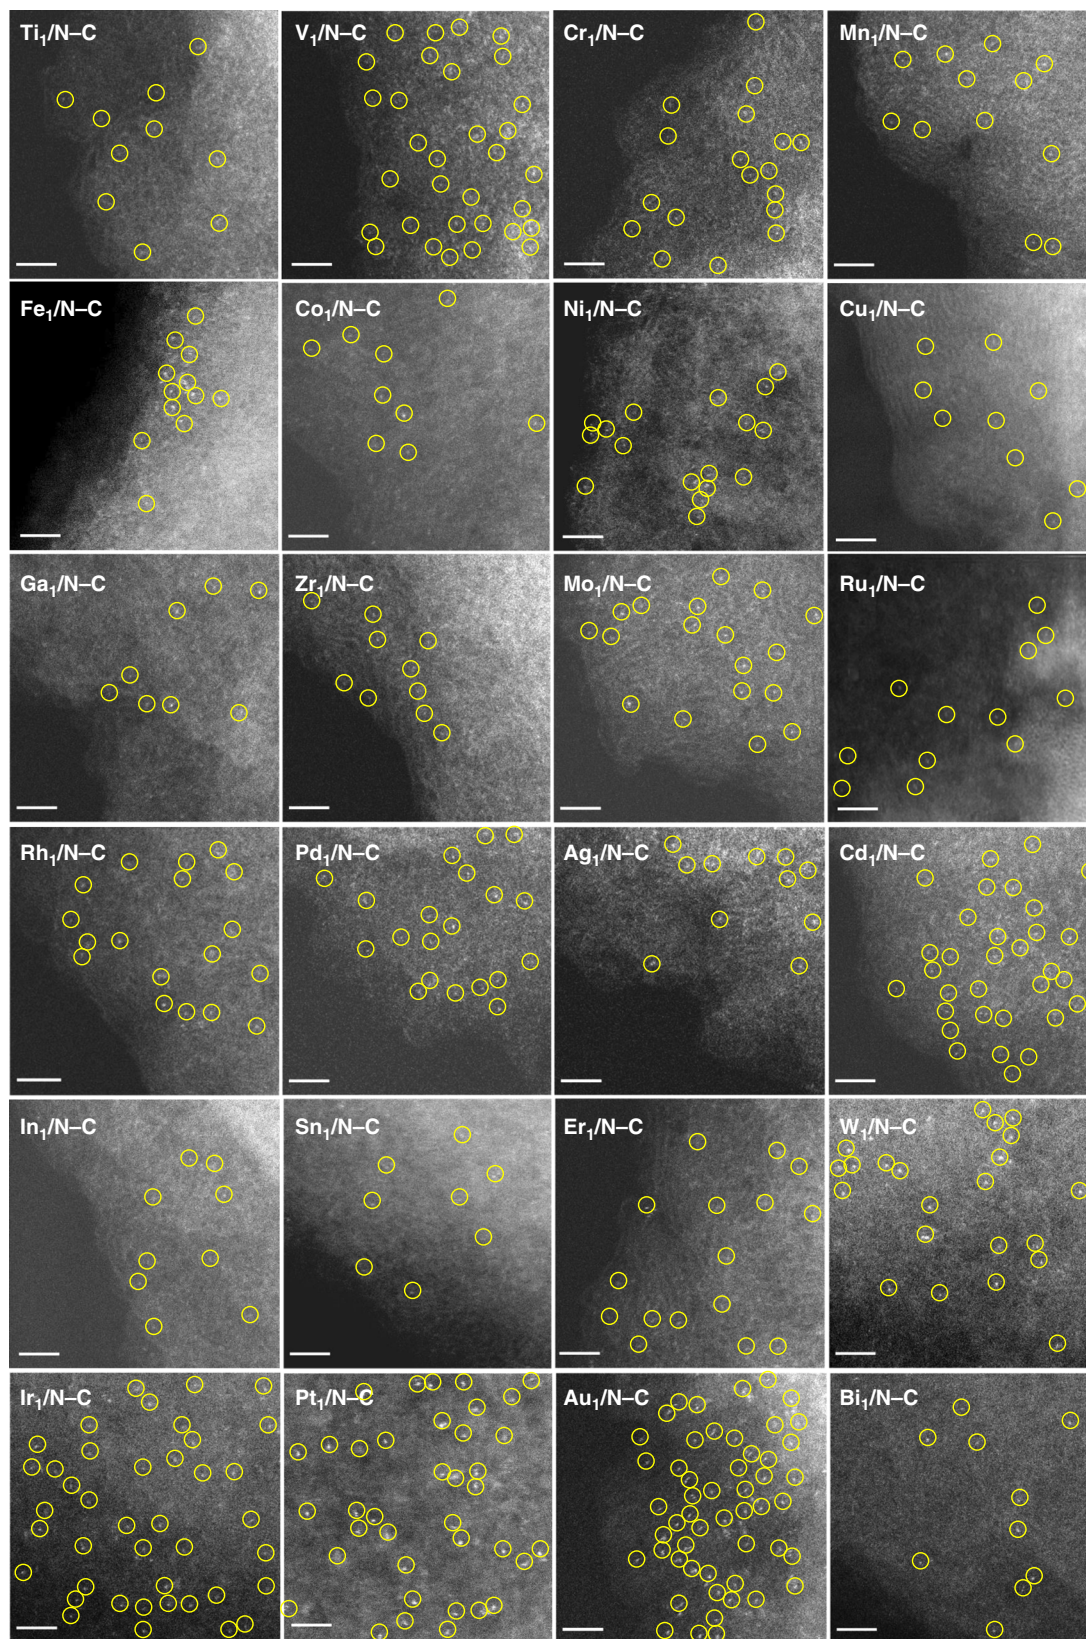 Ti₁/N–C
V₁/N–C
Cr₁/N–C
Mn₁/N–C
Fe₁/N–C
Co₁/N–C
Ni₁/N–C
Cu₁/N–C
Ga₁/N–C
Zr₁/N–C
Mo₁/N–C
Ru₁/N–C
Rh₁/N–C
Pd₁/N–C
Ag₁/N–C
Cd₁/N–C
In₁/N–C
Sn₁/N–C
Er₁/N–C
W₁/N–C
Ir₁/N–C
Pt₁/N–C
Au₁/N–C
Bi₁/N–C